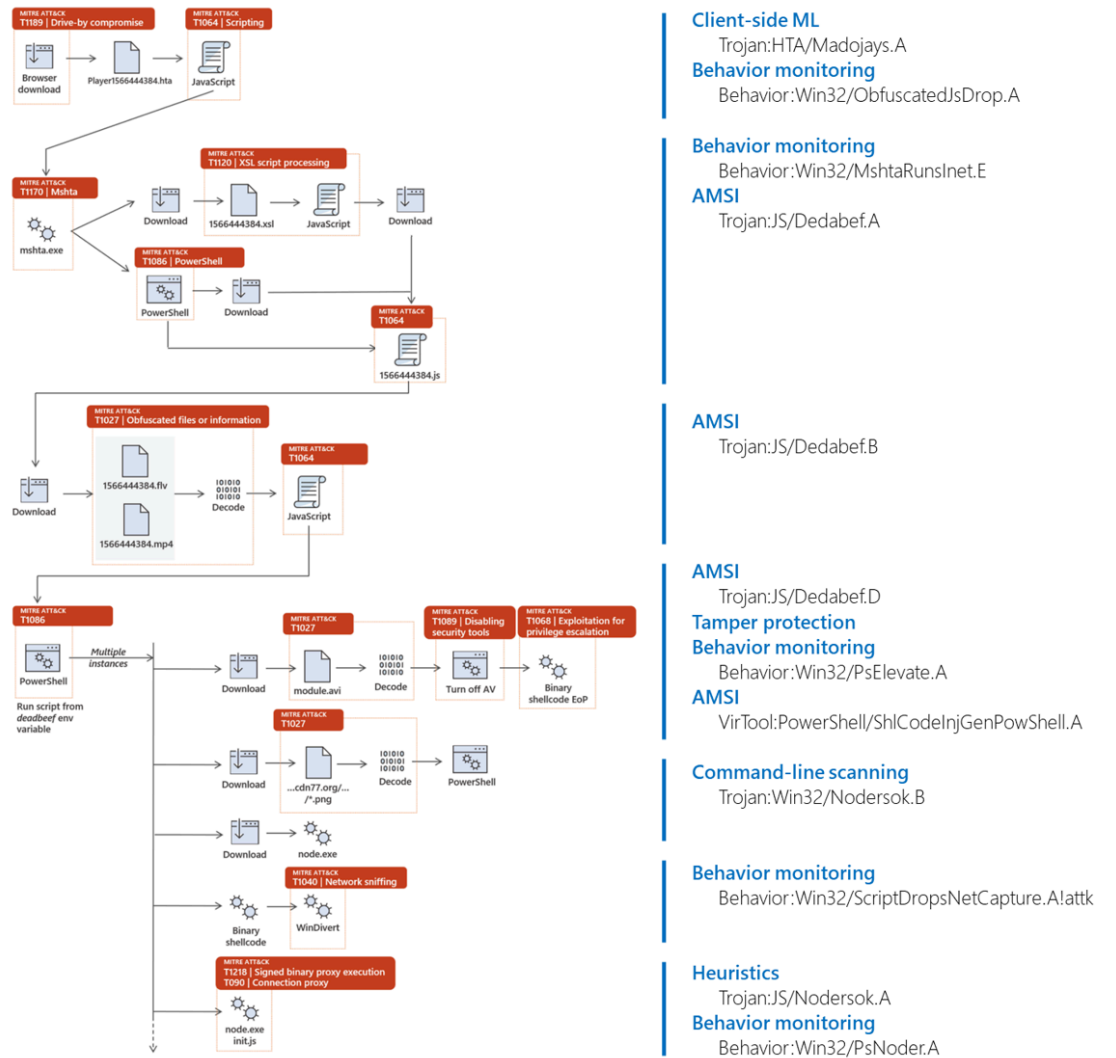 MITRE ATT&CK
T1189 | Drive-by compromise
MITRE ATT&CK
T1064 | Scripting
Browser
download
Player1566444384.hta
JavaScript
Client-side ML
Trojan:HTA/Madojays.A
Behavior monitoring
Behavior:Win32/ObfuscatedJsDrop.A
MITRE ATT&CK
T1170 | Mshta
mshta.exe
MITRE ATT&CK
T1120 | XSL script processing
Download
1566444384.xsl
JavaScript
Download
MITRE ATT&CK
T1086 | PowerShell
PowerShell
Download
MITRE ATT&CK
T1064
1566444384.js
Behavior monitoring
Behavior:Win32/MshtaRunsInet.E
AMSI
Trojan:JS/Dedabef.A
Download
MITRE ATT&CK
T1027 | Obfuscated files or information
1566444384.flv
1566444384.mp4
101010
010101
101010
Decode
MITRE ATT&CK
T1064
JavaScript
AMSI
Trojan:JS/Dedabef.B
MITRE ATT&CK
T1086
PowerShell
Run script from
deadbeef env
variable
Multiple
instances
Download
MITRE ATT&CK
T1027
module.avi
101010
010101
101010
Decode
MITRE ATT&CK
T1089 | Disabling
security tools
Turn off AV
MITRE ATT&CK
T1068 | Exploitation for
privilege escalation
Binary
shellcode EoP
AMSI
Trojan:JS/Dedabef.D
Tamper protection
Behavior monitoring
Behavior:Win32/PsElevate.A
AMSI
VirTool:PowerShell/ShlCodeInjGenPowShell.A
Download
MITRE ATT&CK
T1027
...cdn77.org/...
/*.png
101010
010101
101010
Decode
PowerShell
Download
node.exe
Command-line scanning
Trojan:Win32/Nodersok.B
Binary
shellcode
MITRE ATT&CK
T1040 | Network sniffing
WinDivert
Behavior monitoring
Behavior:Win32/ScriptDropsNetCapture.A!attk
MITRE ATT&CK
T1218 | Signed binary proxy execution
T090 | Connection proxy
node.exe
init.js
Heuristics
Trojan:JS/Nodersok.A
Behavior monitoring
Behavior:Win32/PsNoder.A